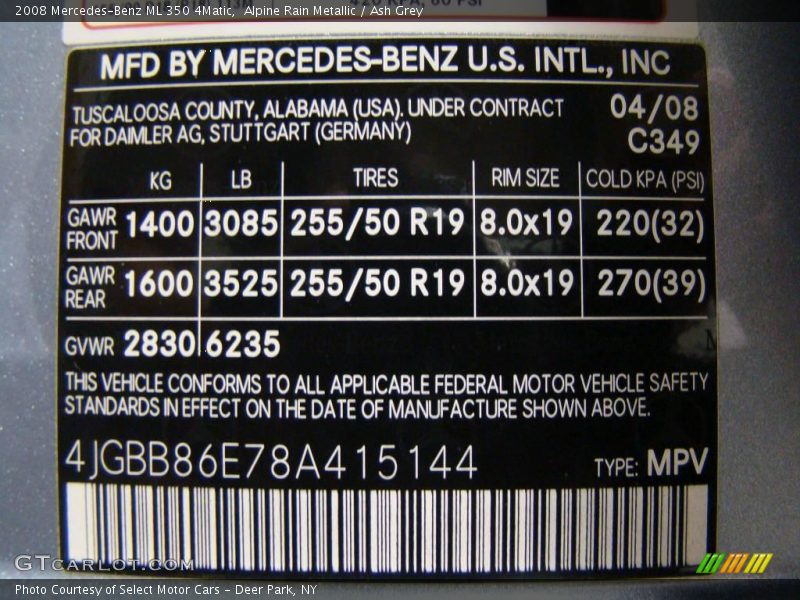 2008 Mercedes-Benz ML 350 4Matic,  Alpine Rain Metallic / Ash Grey
MFD BY MERCEDES-BENZ U.S. INTL., INC
TUSCALOOSA COUNTY, ALABAMA (USA). UNDER CONTRACT 04/08
FOR DAIMLER AG, STUTTGART (GERMANY) C349
KG LB TIRES RIM SIZE COLD KPA (PSI)
GAWR FRONT 1400 3085 255/50 R19 8.0x19 220(32)
GAWR REAR 1600 3525 255/50 R19 8.0x19 270(39)
GVWR 2830 6235
THIS VEHICLE CONFORMS TO ALL APPLICABLE FEDERAL MOTOR VEHICLE SAFETY
STANDARDS IN EFFECT ON THE DATE OF MANUFACTURE SHOWN ABOVE.
4JGBB86E78A415144 TYPE: MPV
GTCARLOT.COM
Photo Courtesy of Select Motor Cars - Deer Park, NY